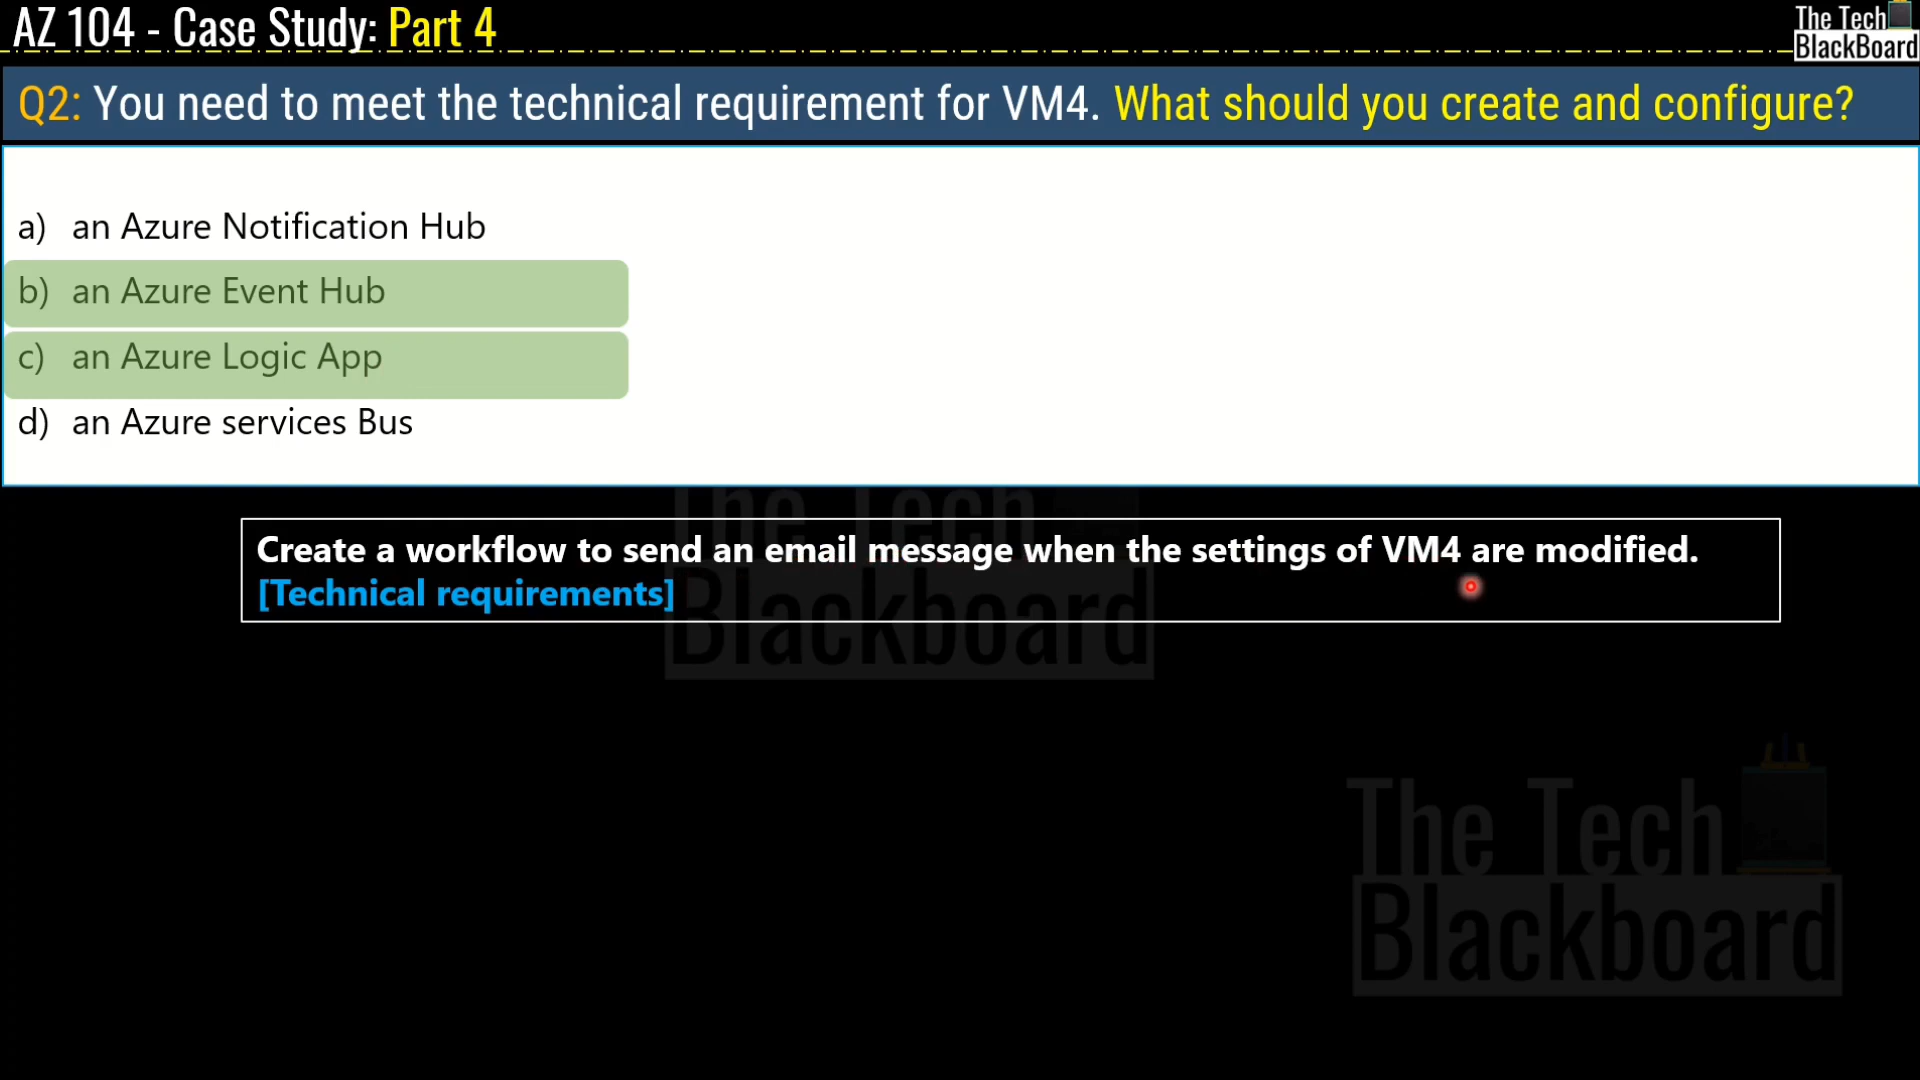 AZ 104 - Case Study: Part 4
The Tech
BlackBoard
Q2: You need to meet the technical requirement for VM4. What should you create and configure?
a) an Azure Notification Hub
b) an Azure Event Hub
c) an Azure Logic App
d) an Azure services Bus
The Tech
Blackboard
Create a workflow to send an email message when the settings of VM4 are modified.
[Technical requirements]
The Tech
Blackboard